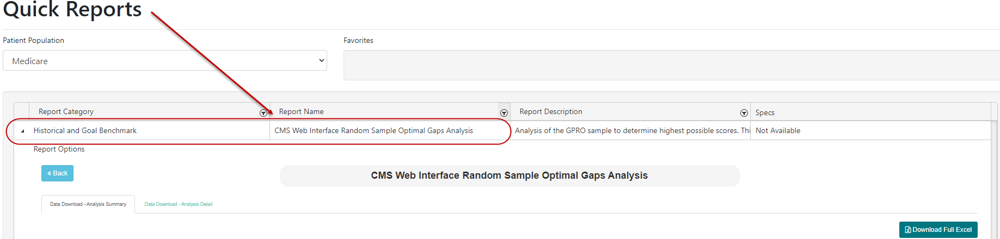 Quick Reports
Patient Population
Favorites
Medicare
Report Category
Report Name
Report Description
Specs
Historical and Goal Benchmark
CMS Web Interface Random Sample Optimal Gaps Analysis
Analysis of the GPRO sample to determine highest possible scores. Thi
Not Available
Report Options
« Back
CMS Web Interface Random Sample Optimal Gaps Analysis
Data Download - Analysis Summary
Data Download - Analysis Detail
Download Full Excel